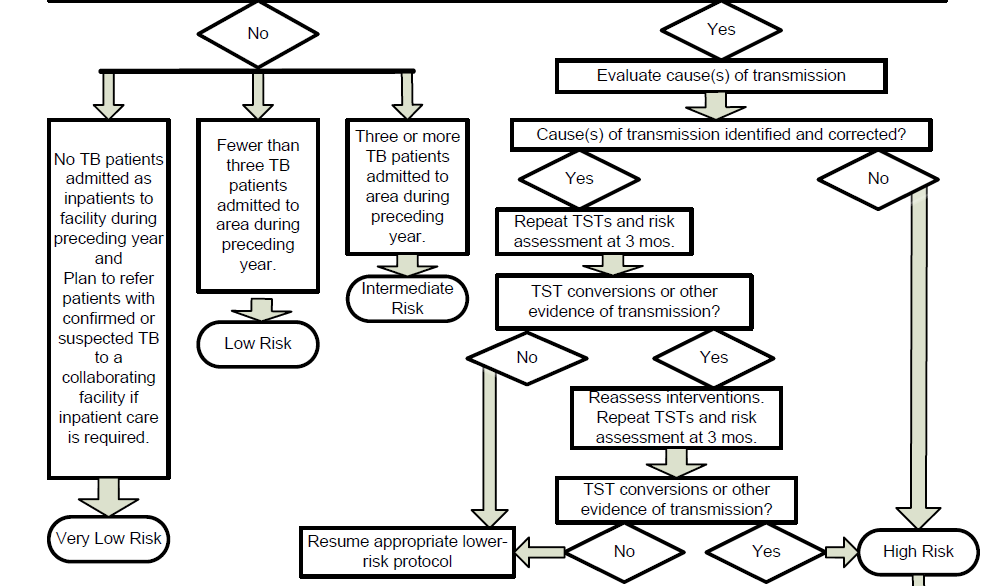 No
Yes
Evaluate cause(s) of transmission
Cause(s) of transmission identified and corrected?
No TB patients
admitted as
inpatients to
facility during
preceding year
and
Plan to refer
patients with
confirmed or
suspected TB
to a
collaborating
facility if
inpatient care
is required.
Very Low Risk
Fewer than
three TB
patients
admitted to
area during
preceding
year.
Low Risk
Three or more
TB patients
admitted to
area during
preceding
year.
Intermediate
Risk
Yes
No
Repeat TSTs and risk
assessment at 3 mos.
TST conversions or other
evidence of transmission?
No
Yes
Reassess interventions.
Repeat TSTs and risk
assessment at 3 mos.
TST conversions or other
evidence of transmission?
Resume appropriate lower-
risk protocol
No
Yes
High Risk